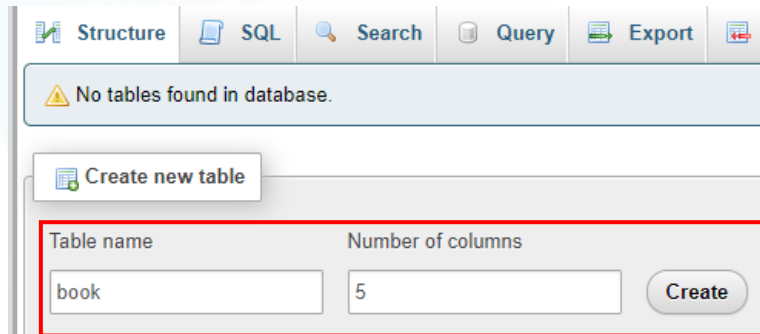 Structure SQL Search Query Export
No tables found in database.
Create new table
Table name Number of columns
book 5 Create